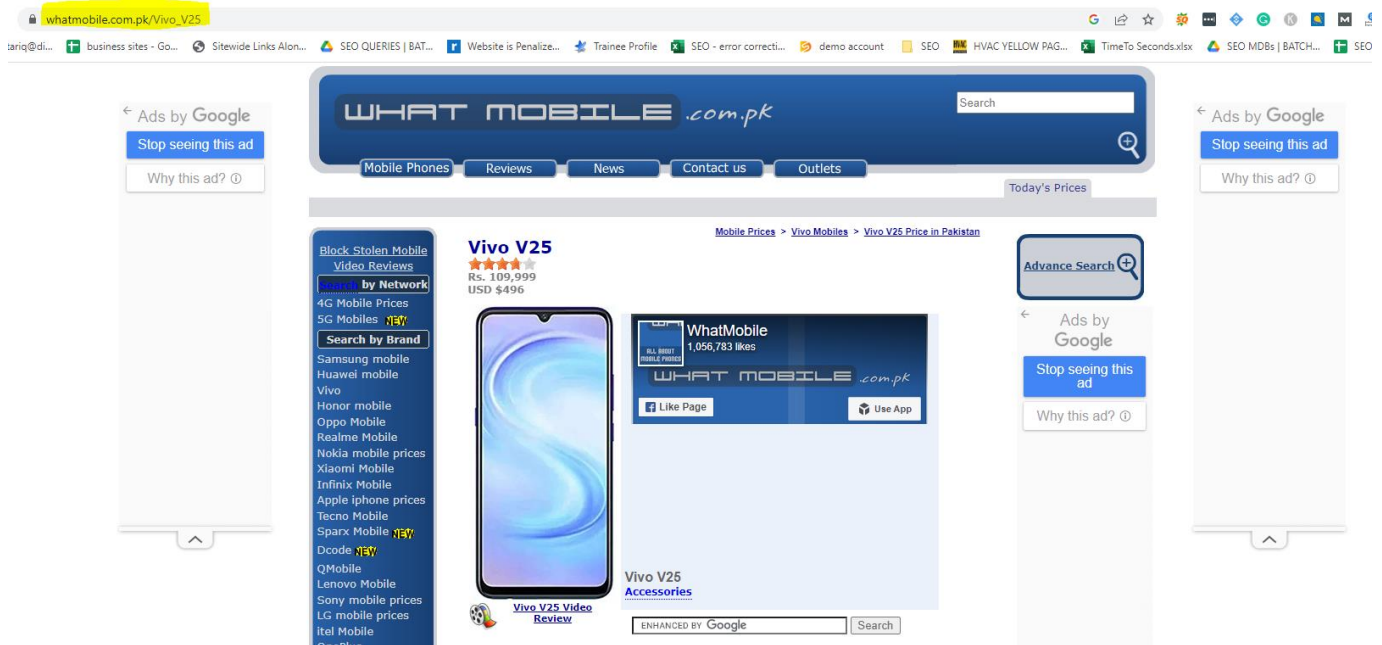 whatmobile.com.pk/Vivo_V25
tariq@di... business sites - Go... Sitewide Links Alon... SEO QUERIES | BAT... Website is Penalize... Trainee Profile SEO - error correcti... demo account SEO HVAC YELLOW PAG... TimeTo Seconds.xlsx SEO MDBs | BATCH... SEO
WHAT MOBILE .com.pk
Search
Mobile Phones Reviews News Contact us Outlets
Today's Prices
Ads by Google
Stop seeing this ad
Why this ad?
Block Stolen Mobile
Video Reviews
Search by Network
4G Mobile Prices
5G Mobiles NEW
Search by Brand
Samsung mobile
Huawei mobile
Vivo
Honor mobile
Oppo Mobile
Realme Mobile
Nokia mobile prices
Xiaomi Mobile
Infinix Mobile
Apple iphone prices
Tecno Mobile
Sparx Mobile NEW
Dcode NEW
QMobile
Lenovo Mobile
Sony mobile prices
LG mobile prices
itel Mobile
OnePlus
Mobile Prices > Vivo Mobiles > Vivo V25 Price in Pakistan
Vivo V25
Rs. 109,999
USD $496
WhatMobile
1,056,783 likes
ALL ABOUT
MOBILE PHONES
WHAT MOBILE .com.pk
Like Page Use App
Vivo V25
Accessories
Vivo V25 Video
Review
ENHANCED BY Google Search
Advance Search
Ads by
Google
Stop seeing this
ad
Why this ad?
Ads by Google
Stop seeing this ad
Why this ad?